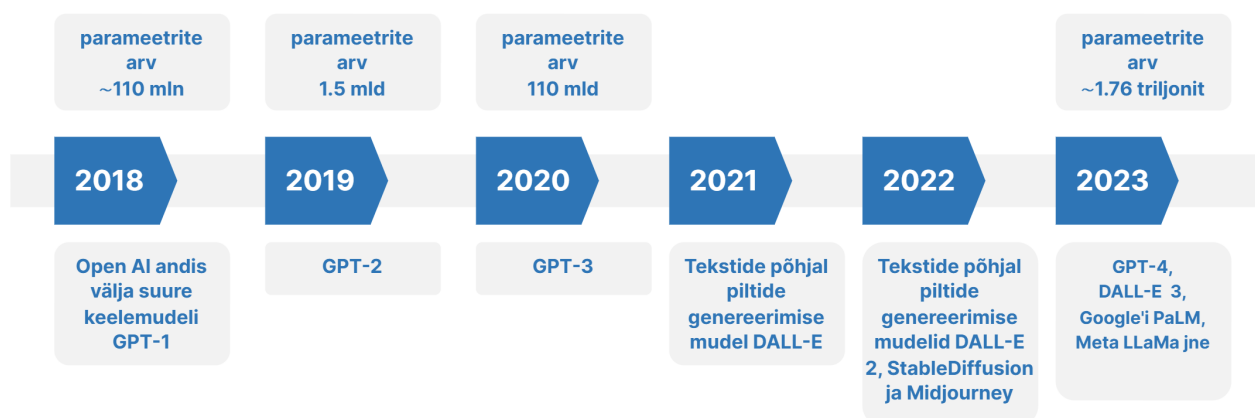 parameetrite
arv
~110 mln
parameetrite
arv
1.5 mld
parameetrite
arv
110 mld
parameetrite
arv
~1.76 triljonit
2018
2019
2020
2021
2022
2023
Open AI andis
välja suure
keelemudeli
GPT-1
GPT-2
GPT-3
Tekstide põhjal
piltide
genereerimise
mudel DALL-E
Tekstide põhjal
piltide
genereerimise
mudelid DALL-E
2, StableDiffusion
ja Midjourney
GPT-4,
DALL-E 3,
Google'i PaLM,
Meta LLaMa jne